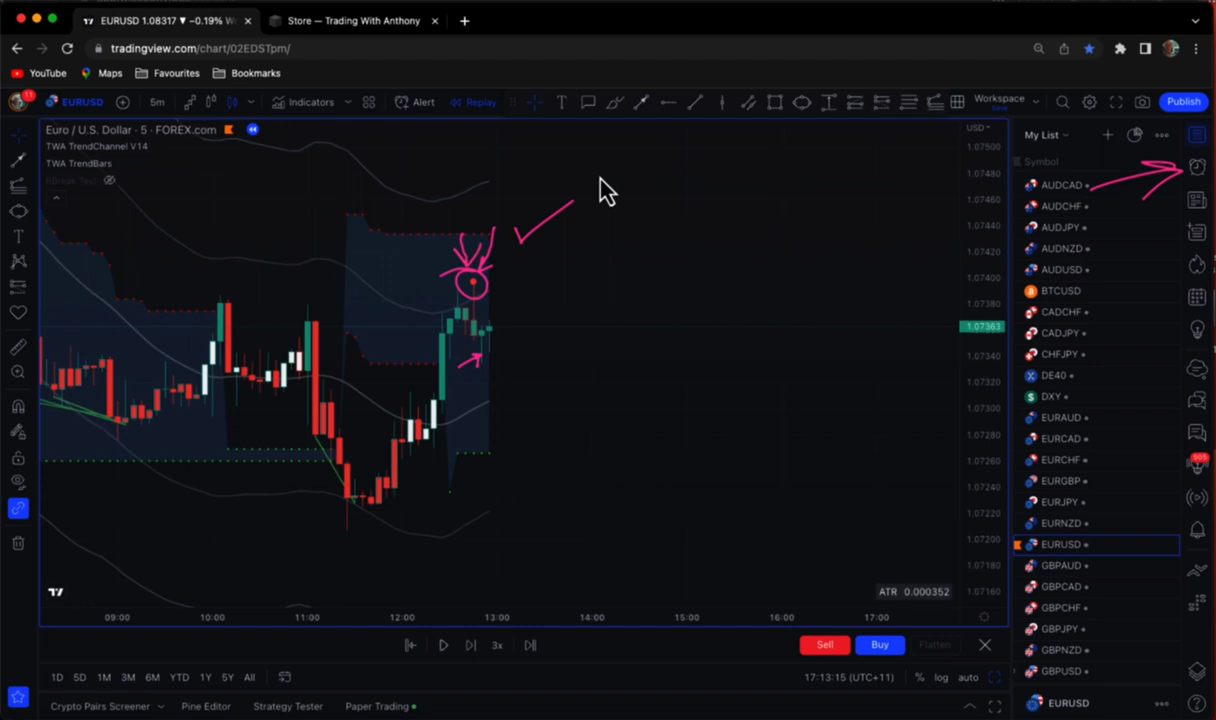 EURUSD 1.08317 ▼ −0.19% W
Store — Trading With Anthony
tradingview.com/chart/02EDSTpm/
YouTube
Maps
Favourites
Bookmarks
11
EURUSD
5m
Indicators
Alert
Replay
Workspace
Save
Publish
Euro / U.S. Dollar · 5 · FOREX.com
TWA TrendChannel V14
TWA TrendBars
USD
1.07500
1.07480
1.07460
1.07440
1.07420
1.07400
1.07380
1.07363
1.07340
1.07320
1.07300
1.07280
1.07260
1.07240
1.07220
1.07200
1.07180
1.07160
ATR 0.000352
09:00
10:00
11:00
12:00
13:00
14:00
15:00
16:00
17:00
3x
Sell
Buy
Flatten
1D
5D
1M
3M
6M
YTD
1Y
5Y
All
17:13:15 (UTC+11)
%
log
auto
Crypto Pairs Screener
Pine Editor
Strategy Tester
Paper Trading
My List
Symbol
AUDCAD
AUDCHF
AUDJPY
AUDNZD
AUDUSD
BTCUSD
CADCHF
CADJPY
CHFJPY
DE40
DXY
EURAUD
EURCAD
EURCHF
EURGBP
EURJPY
EURNZD
EURUSD
GBPAUD
GBPCAD
GBPCHF
GBPJPY
GBPNZD
GBPUSD
EURUSD
505